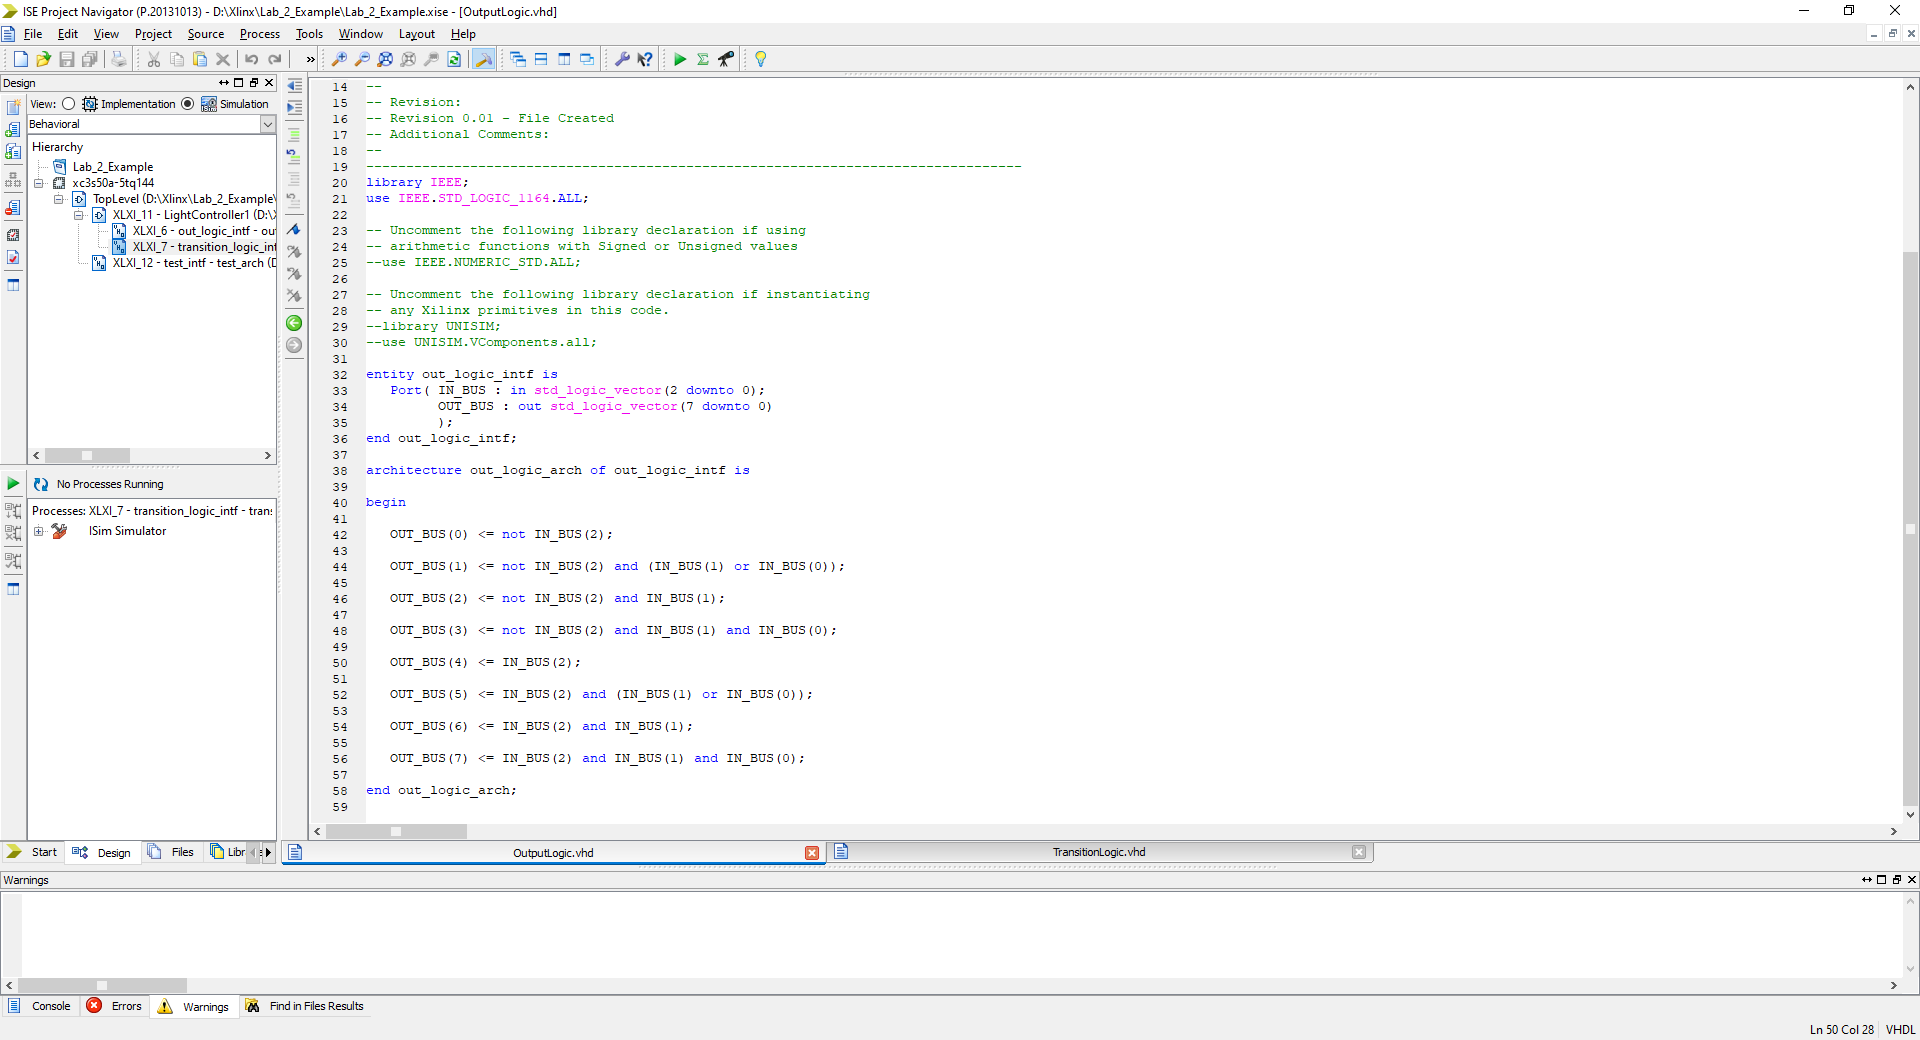 ISE Project Navigator (P.20131013) - D:\Xlinx\Lab_2_Example\Lab_2_Example.xise - [OutputLogic.vhd]
File Edit View Project Source Process Tools Window Layout Help
Design
View: Implementation Simulation
Behavioral
Hierarchy
Lab_2_Example
xc3s50a-5tq144
TopLevel (D:\Xlinx\Lab_2_Example\
XLXI_11 - LightController1 (D:\
XLXI_6 - out_logic_intf - ou
XLXI_7 - transition_logic_int
XLXI_12 - test_intf - test_arch (D
No Processes Running
Processes: XLXI_7 - transition_logic_intf - trans
ISim Simulator
Start Design Files Libr
14 --
15 -- Revision:
16 -- Revision 0.01 - File Created
17 -- Additional Comments:
18 --
19 ----------------------------------------------------------------------------------
20 library IEEE;
21 use IEEE.STD_LOGIC_1164.ALL;
22
23 -- Uncomment the following library declaration if using
24 -- arithmetic functions with Signed or Unsigned values
25 --use IEEE.NUMERIC_STD.ALL;
26
27 -- Uncomment the following library declaration if instantiating
28 -- any Xilinx primitives in this code.
29 --library UNISIM;
30 --use UNISIM.VComponents.all;
31
32 entity out_logic_intf is
33 Port( IN_BUS : in std_logic_vector(2 downto 0);
34 OUT_BUS : out std_logic_vector(7 downto 0)
35 );
36 end out_logic_intf;
37
38 architecture out_logic_arch of out_logic_intf is
39
40 begin
41
42 OUT_BUS(0) <= not IN_BUS(2);
43
44 OUT_BUS(1) <= not IN_BUS(2) and (IN_BUS(1) or IN_BUS(0));
45
46 OUT_BUS(2) <= not IN_BUS(2) and IN_BUS(1);
47
48 OUT_BUS(3) <= not IN_BUS(2) and IN_BUS(1) and IN_BUS(0);
49
50 OUT_BUS(4) <= IN_BUS(2);
51
52 OUT_BUS(5) <= IN_BUS(2) and (IN_BUS(1) or IN_BUS(0));
53
54 OUT_BUS(6) <= IN_BUS(2) and IN_BUS(1);
55
56 OUT_BUS(7) <= IN_BUS(2) and IN_BUS(1) and IN_BUS(0);
57
58 end out_logic_arch;
59
OutputLogic.vhd TransitionLogic.vhd
Warnings
Console Errors Warnings Find in Files Results
Ln 50 Col 28 VHDL